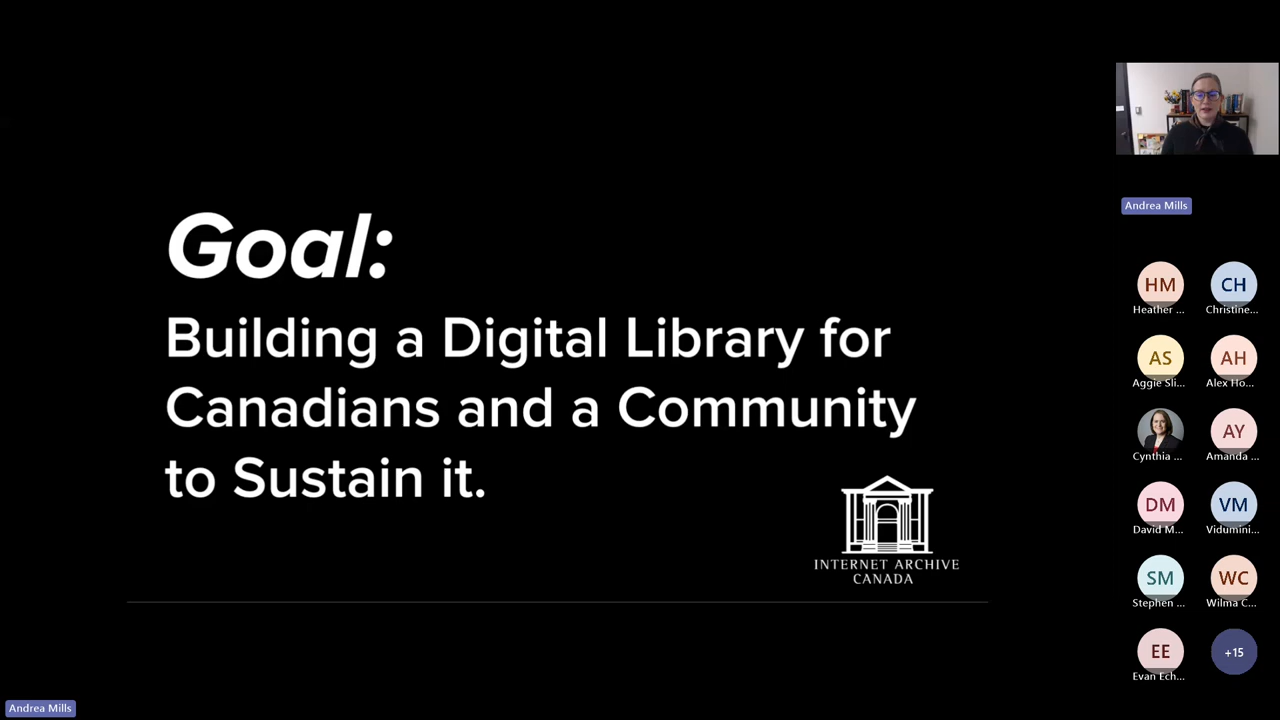 Goal:
Building a Digital Library for
Canadians and a Community
to Sustain it.
INTERNET ARCHIVE
CANADA
Andrea Mills
Andrea Mills
HM
CH
Heather ...
Christine...
AS
AH
Aggie Sli...
Alex Ho...
AY
Cynthia ...
Amanda ...
DM
VM
David M...
Vidumini...
SM
WC
Stephen ...
Wilma C...
EE
+15
Evan Ech...